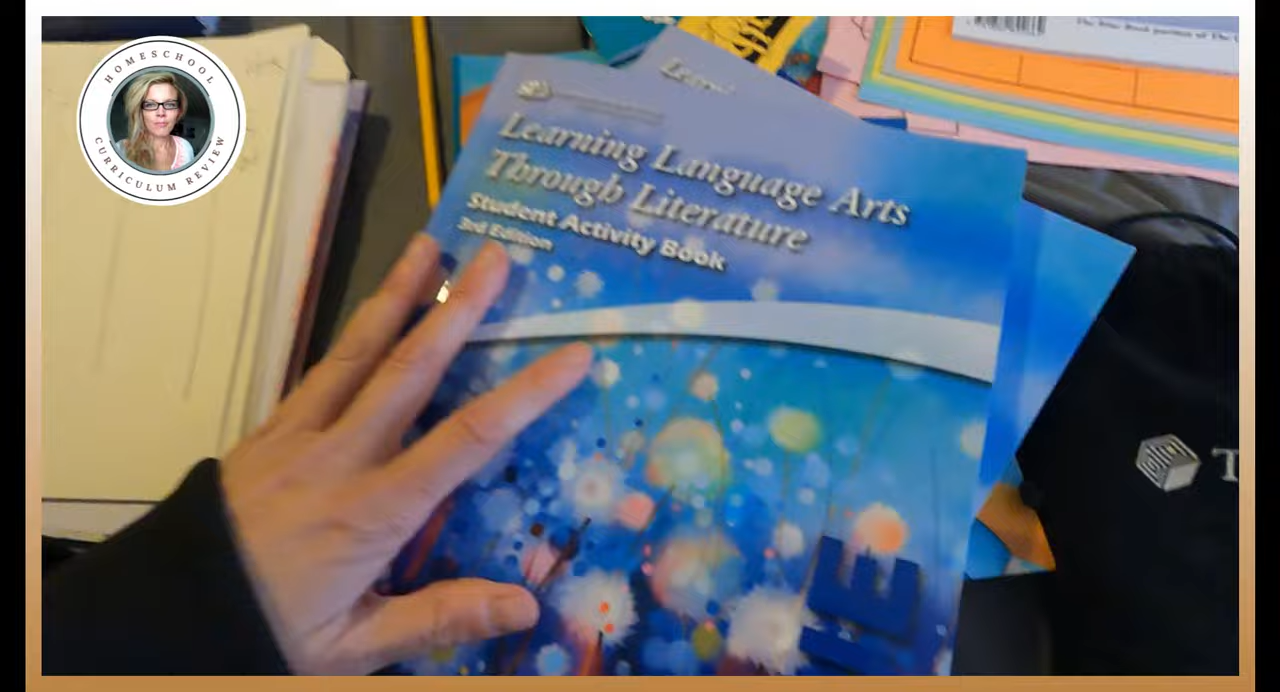 HOMESCHOOL
CURRICULUM REVIEW
Learning Language Arts
Through Literature
Student Activity Book
3rd Edition